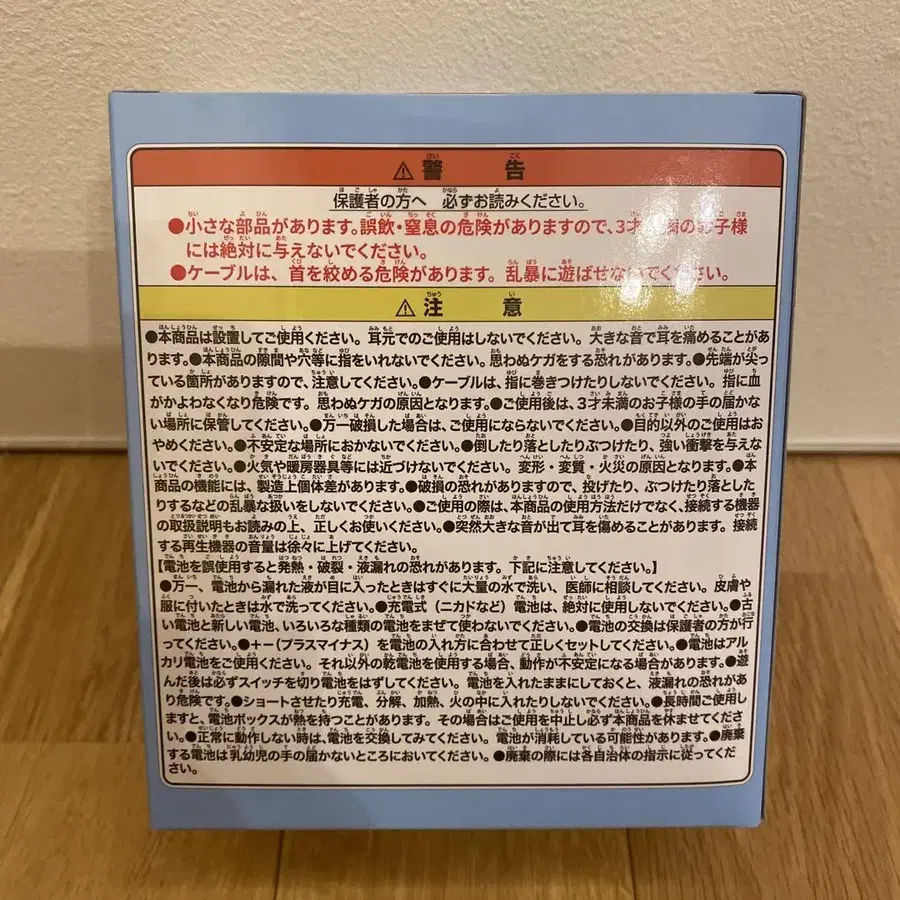 ⚠警告
保護者の方へ 必ずお読みください。
●小さな部品があります。誤飲・窒息の危険がありますので、3才 満のお子様
には絶対に与えないでください。
●ケーブルは、首を絞める危険があります。乱暴に遊ばせないでください。
⚠注意
●本商品は設置してご使用ください。耳元でのご使用はしないでください。大きな音で耳を痛めることがあ
ります。●本商品の隙間や穴等に指をいれないでください。思わぬケガをする恐れがあります。●先端が尖っ
ている箇所がありますので、注意してください。●ケーブルは、指に巻きつけたりしないでください。指に血
がかよわなくなり危険です。思わぬケガの原因となります。●ご使用後は、3才未満のお子様の手の届かな
い場所に保管してください。●万一破損した場合は、ご使用にならないでください。●目的以外のご使用はお
やめください。●不安定な場所におかないでください。●倒したり落としたりぶつけたり、強い衝撃を与えな
いでください。●火気や暖房器具等には近づけないでください。変形・変質・火災の原因となります。●本
商品の機能には、製造上個体差があります。●破損の恐れがありますので、投げたり、ぶつけたり落とした
りするなどの乱暴な扱いをしないでください。●ご使用の際は、本商品の使用方法だけでなく、接続する機器
の取扱説明もお読みの上、正しくお使いください。●突然大きな音が出て耳を傷めることがあります。接続
する再生機器の音量は徐々に上げてください。
【電池を誤使用すると発熱・破裂・液漏れの恐れがあります。下記に注意してください。】
●万一、電池から漏れた液が目に入ったときはすぐに大量の水で洗い、医師に相談してください。皮膚や
服に付いたときは水で洗ってください。●充電式（ニカドなど）電池は、絶対に使用しないでください。●古
い電池と新しい電池、いろいろな種類の電池をまぜて使わないでください。●電池の交換は保護者の方が行
ってください。●＋－（プラスマイナス）を電池の入れ方に合わせて正しくセットしてください。●電池はアル
カリ電池をご使用ください。それ以外の乾電池を使用する場合、動作が不安定になる場合があります。●遊
んだ後は必ずスイッチを切り電池をはずしてください。電池を入れたままにしておくと、液漏れの恐れがあ
り危険です。●ショートさせたり充電、分解、加熱、火の中に入れたりしないでください。●長時間ご使用し
ますと、電池ボックスが熱を持つことがあります。その場合はご使用を中止し必ず本商品を休ませてくださ
い。●正常に動作しない時は、電池を交換してみてください。電池が消耗している可能性があります。●廃棄
する電池は乳幼児の手の届かないところにおいてください。●廃棄の際には各自治体の指示に従ってくだ
さい。